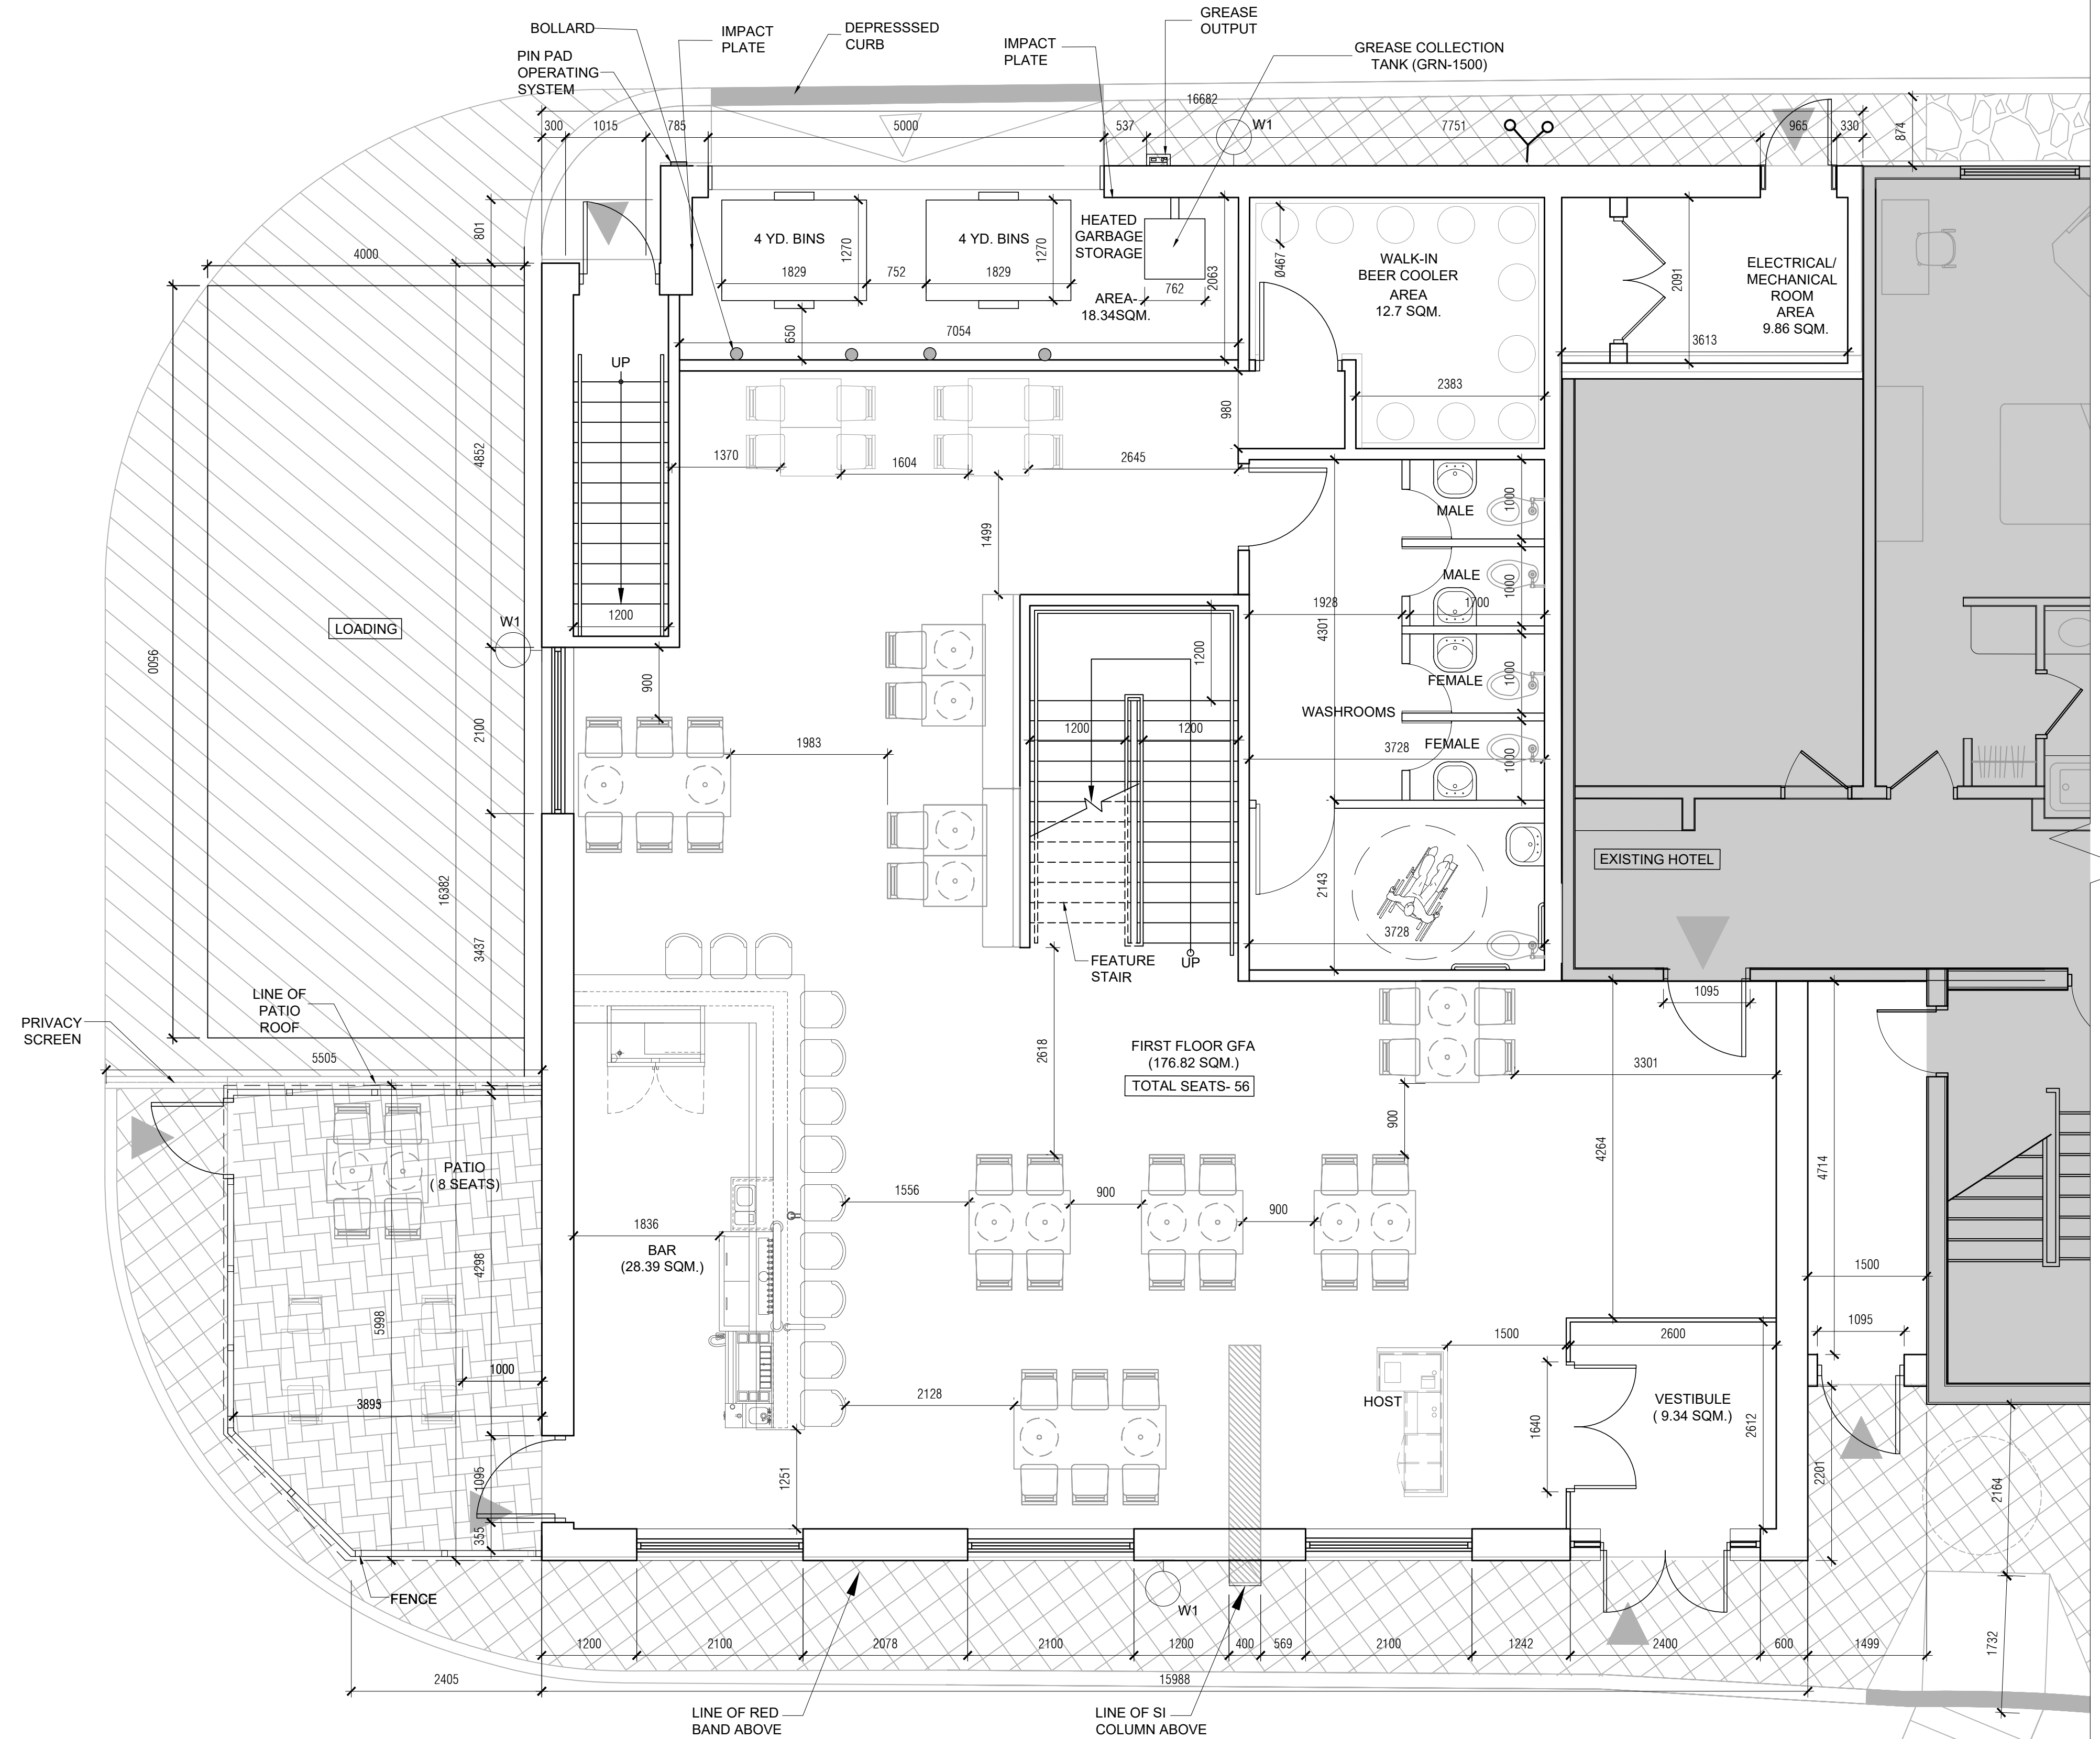 GREASE
OUTPUT
BOLLARD
IMPACT
PLATE
DEPRESSSED
CURB
IMPACT
PLATE
GREASE COLLECTION
TANK (GRN-1500)
PIN PAD
OPERATING
SYSTEM
16682
300
1015
785
5000
537
W1
7751
965
330
874
801
4000
4 YD. BINS
1270
1829
752
4 YD. BINS
1270
1829
HEATED
GARBAGE
STORAGE
762
2063
AREA-
18.34SQM.
650
7054
Ø467
WALK-IN
BEER COOLER
AREA
12.7 SQM.
2383
2091
ELECTRICAL/
MECHANICAL
ROOM
AREA
9.86 SQM.
3613
UP
980
4852
1370
1604
2645
1499
MALE
1000
MALE
1000
1200
W1
LOADING
9500
1928
1700
4301
1200
900
FEMALE
1000
WASHROOMS
2100
1983
1200
1200
3728
FEMALE
1000
16382
EXISTING HOTEL
2143
3437
3728
FEATURE
STAIR
UP
LINE OF
PATIO
ROOF
PRIVACY
SCREEN
1095
5505
2618
FIRST FLOOR GFA
(176.82 SQM.)
TOTAL SEATS- 56
3301
900
4264
4714
PATIO
( 8 SEATS)
1556
900
900
1836
BAR
(28.39 SQM.)
4298
1500
5998
1095
1500
2600
1000
3893
2128
HOST
1640
VESTIBULE
( 9.34 SQM.)
2612
1095
355
1251
2201
2164
FENCE
W1
1200
2100
2078
2100
1200
400
569
2100
1242
2400
600
1499
1732
2405
15988
LINE OF RED
BAND ABOVE
LINE OF SI
COLUMN ABOVE